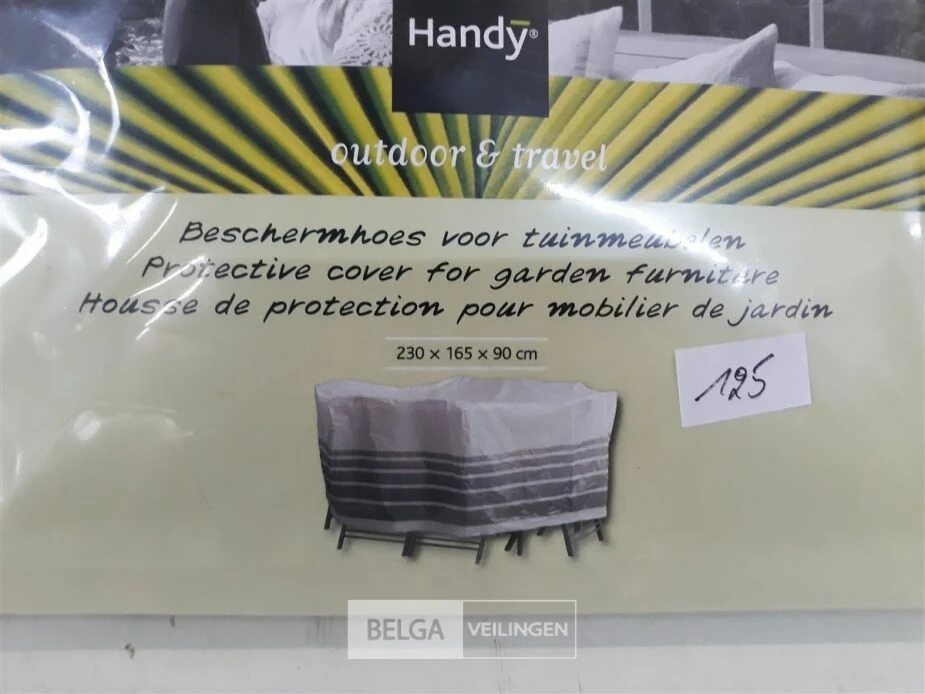 Handy®
outdoor & travel
Beschermhoes voor tuinmeubelen
Protective cover for garden furniture
Housse de protection pour mobilier de jardin
230 × 165 × 90 cm
125
BELGA VEILINGEN